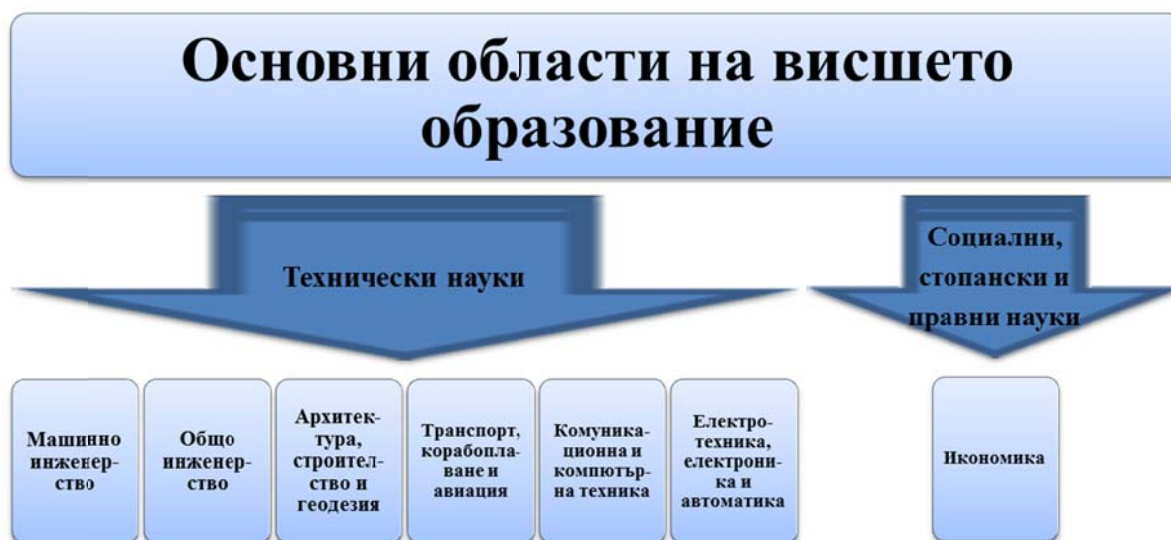 Основни области на висшето
образование
Технически науки
Социални,
стопански и
правни науки
Машинно
инженер-
ство
Общо
инженер-
ство
Архитек-
тура,
строител-
ство и
геодезия
Транспорт,
корабопла-
ване и
авиация
Комуника-
ционна и
компютър-
на техника
Електро-
техника,
електрони-
ка и
автоматика
Икономика